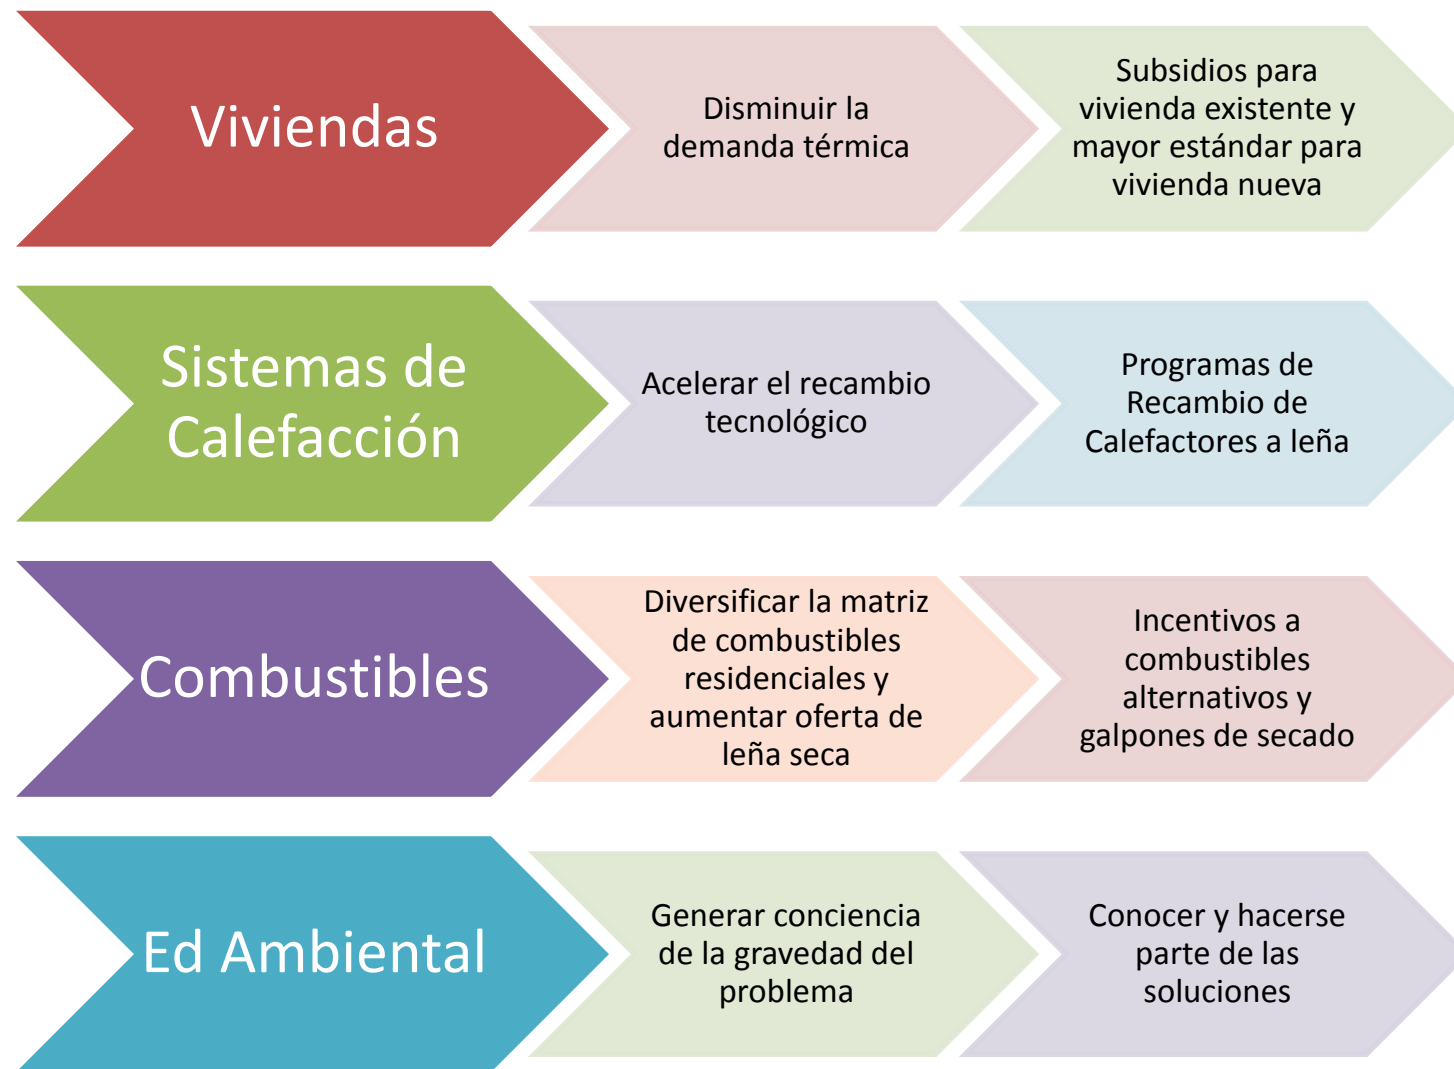 Viviendas
Disminuir la
demanda térmica
Subsidios para
vivienda existente y
mayor estándar para
vivienda nueva
Sistemas de
Calefacción
Acelerar el recambio
tecnológico
Programas de
Recambio de
Calefactores a leña
Combustibles
Diversificar la matriz
de combustibles
residenciales y
aumentar oferta de
leña seca
Incentivos a
combustibles
alternativos y
galpones de secado
Ed Ambiental
Generar conciencia
de la gravedad del
problema
Conocer y hacerse
parte de las
soluciones